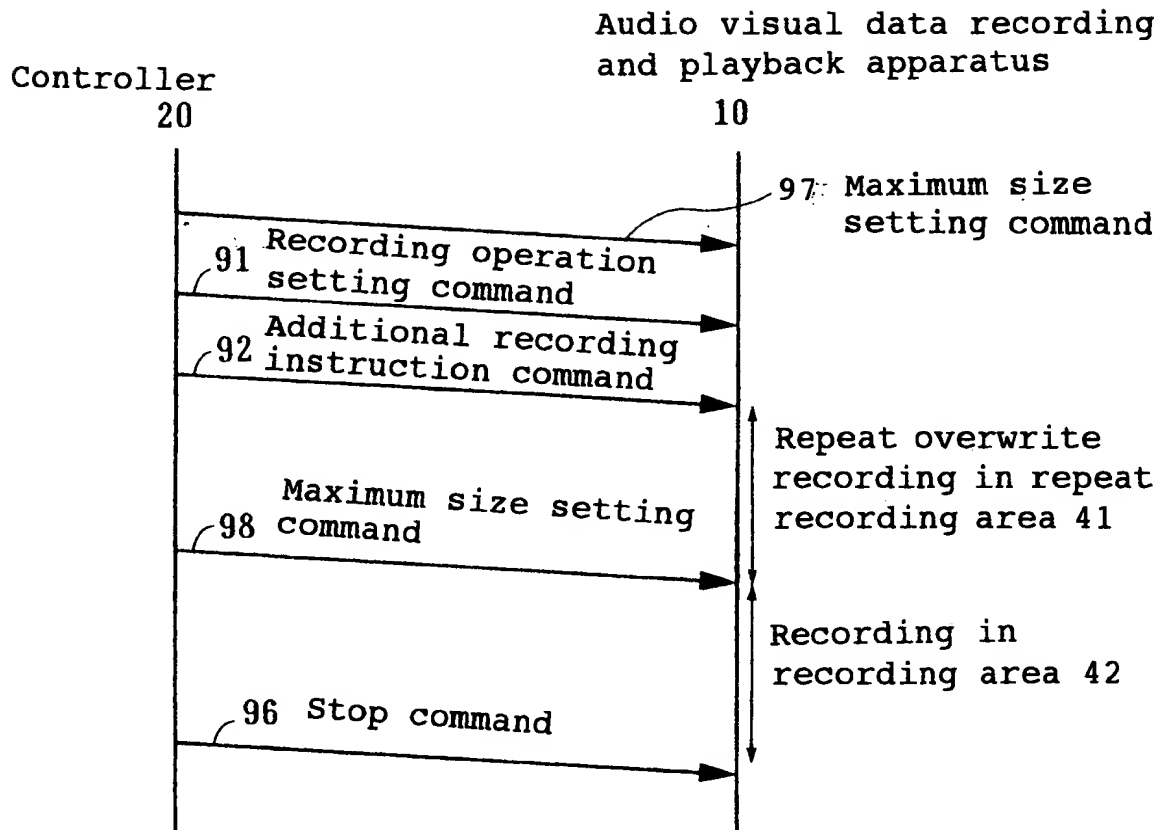 Audio visual data recording
and playback apparatus
Controller
20
10
97 Maximum size
setting command
91 Recording operation
setting command
92 Additional recording
instruction command
Repeat overwrite
recording in repeat
recording area 41
Maximum size setting
98 command
Recording in
recording area 42
96 Stop command